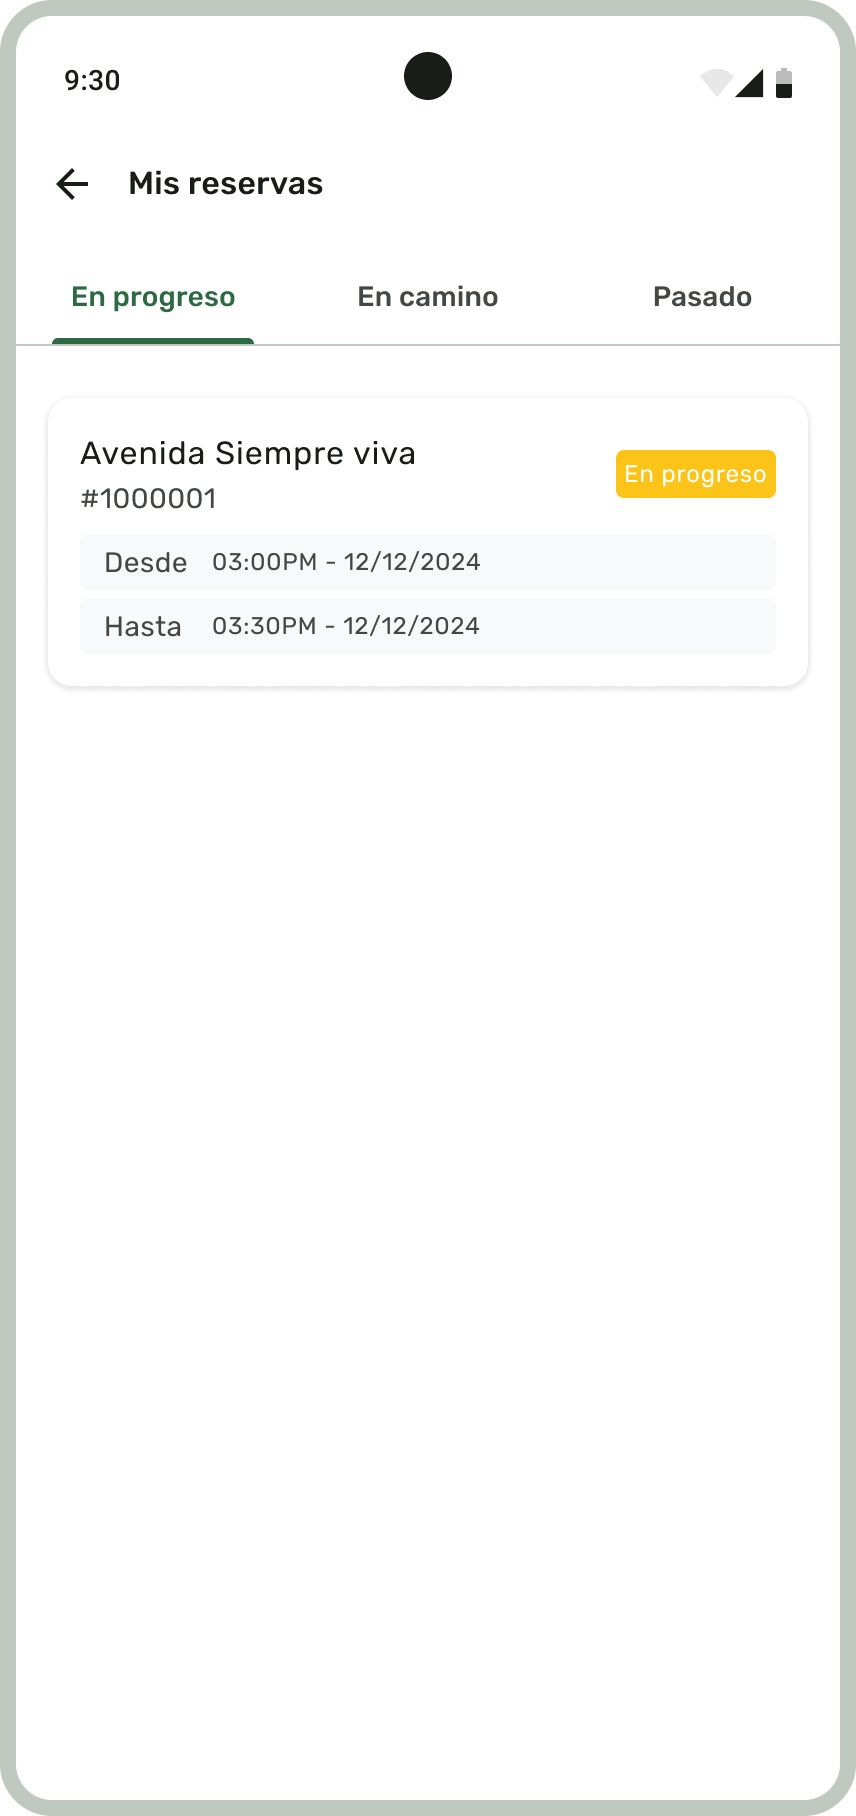 9:30
Mis reservas
En progreso En camino Pasado
Avenida Siempre viva
En progreso
#1000001
Desde 03:00PM - 12/12/2024
Hasta 03:30PM - 12/12/2024